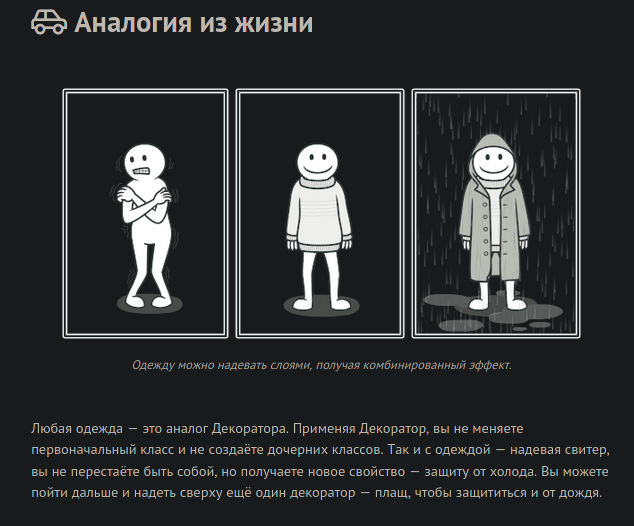 Аналогия из жизни
Одежду можно надевать слоями, получая комбинированный эффект.
Любая одежда — это аналог Декоратора. Применяя Декоратор, вы не меняете
первоначальный класс и не создаёте дочерних классов. Так и с одеждой — надевая свитер,
вы не перестаёте быть собой, но получаете новое свойство — защиту от холода. Вы можете
пойти дальше и надеть сверху ещё один декоратор — плащ, чтобы защититься и от дождя.